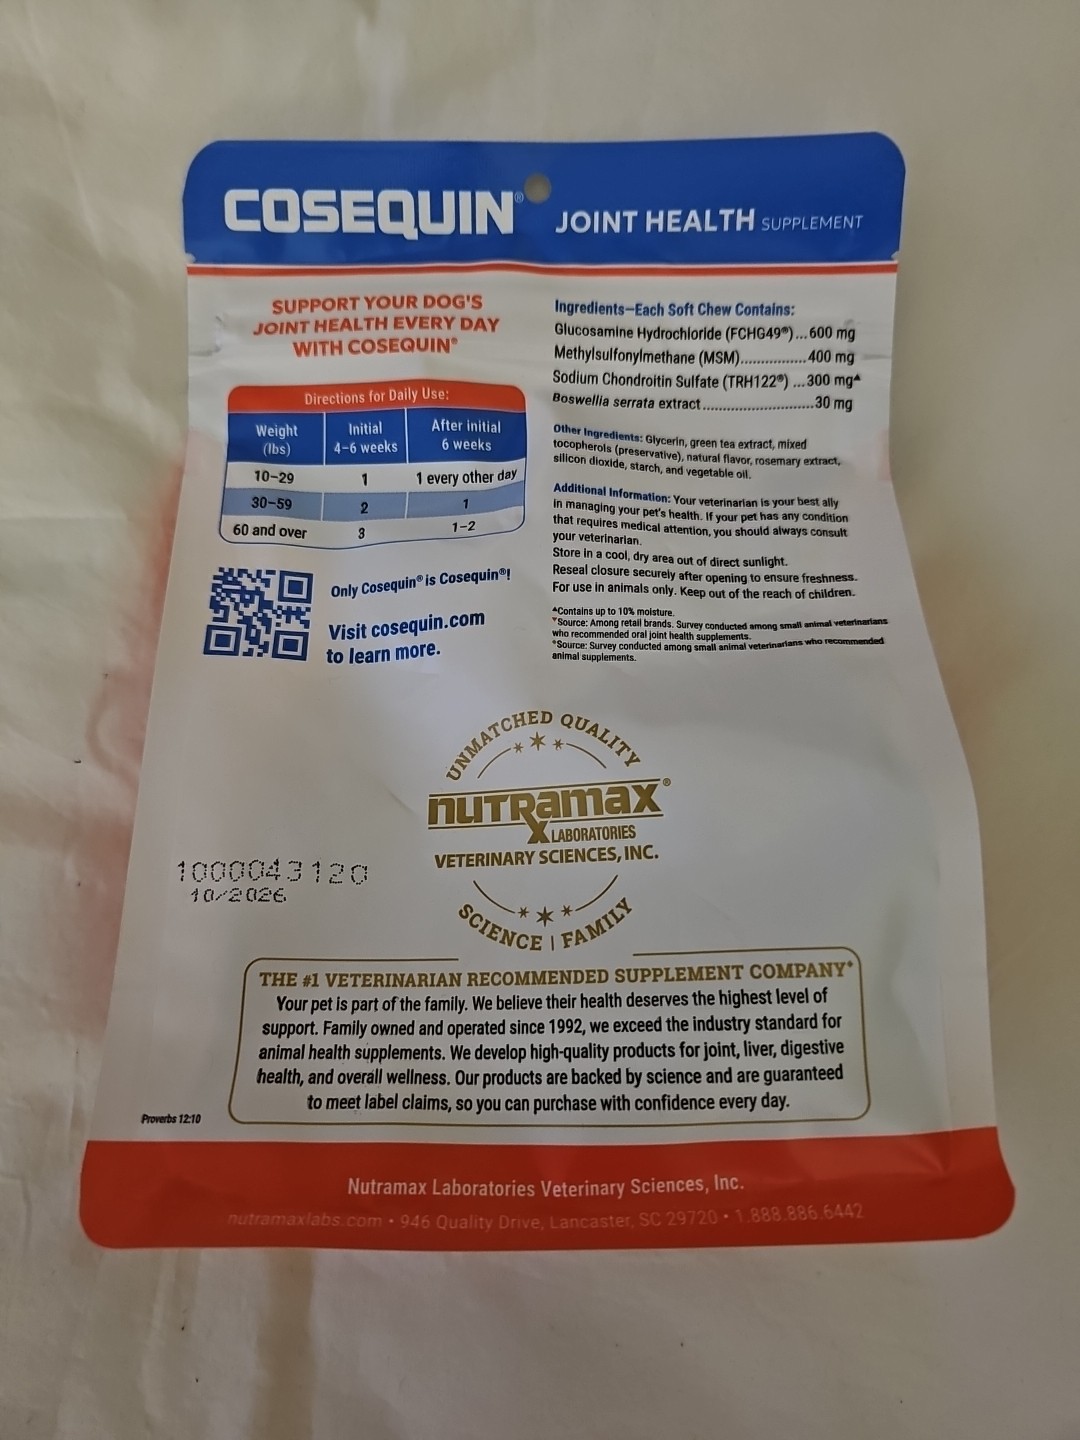 COSEQUIN® JOINT HEALTH SUPPLEMENT
SUPPORT YOUR DOG'S
JOINT HEALTH EVERY DAY
WITH COSEQUIN®
Directions for Daily Use:
Weight (lbs) Initial 4–6 weeks After initial 6 weeks
10–29 1 1 every other day
30–59 2 1
60 and over 3 1–2
Only Cosequin® is Cosequin®!
Visit cosequin.com
to learn more.
Ingredients–Each Soft Chew Contains:
Glucosamine Hydrochloride (FCHG49®)...600 mg
Methylsulfonylmethane (MSM)................400 mg
Sodium Chondroitin Sulfate (TRH122®) ...300 mg▲
Boswellia serrata extract...........................30 mg
Other Ingredients: Glycerin, green tea extract, mixed
tocopherols (preservative), natural flavor, rosemary extract,
silicon dioxide, starch, and vegetable oil.
Additional Information: Your veterinarian is your best ally
in managing your pet's health. If your pet has any condition
that requires medical attention, you should always consult
your veterinarian.
Store in a cool, dry area out of direct sunlight.
Reseal closure securely after opening to ensure freshness.
For use in animals only. Keep out of the reach of children.
▲Contains up to 10% moisture.
▼Source: Among retail brands. Survey conducted among small animal veterinarians
who recommended oral joint health supplements.
◆Source: Survey conducted among small animal veterinarians who recommended
animal supplements.
UNMATCHED QUALITY
nutramax®
LABORATORIES
VETERINARY SCIENCES, INC.
SCIENCE | FAMILY
1000043120
10/2026
THE #1 VETERINARIAN RECOMMENDED SUPPLEMENT COMPANY◆
Your pet is part of the family. We believe their health deserves the highest level of
support. Family owned and operated since 1992, we exceed the industry standard for
animal health supplements. We develop high-quality products for joint, liver, digestive
health, and overall wellness. Our products are backed by science and are guaranteed
to meet label claims, so you can purchase with confidence every day.
Proverbs 12:10
Nutramax Laboratories Veterinary Sciences, Inc.
nutramaxlabs.com • 946 Quality Drive, Lancaster, SC 29720 • 1.888.886.6442